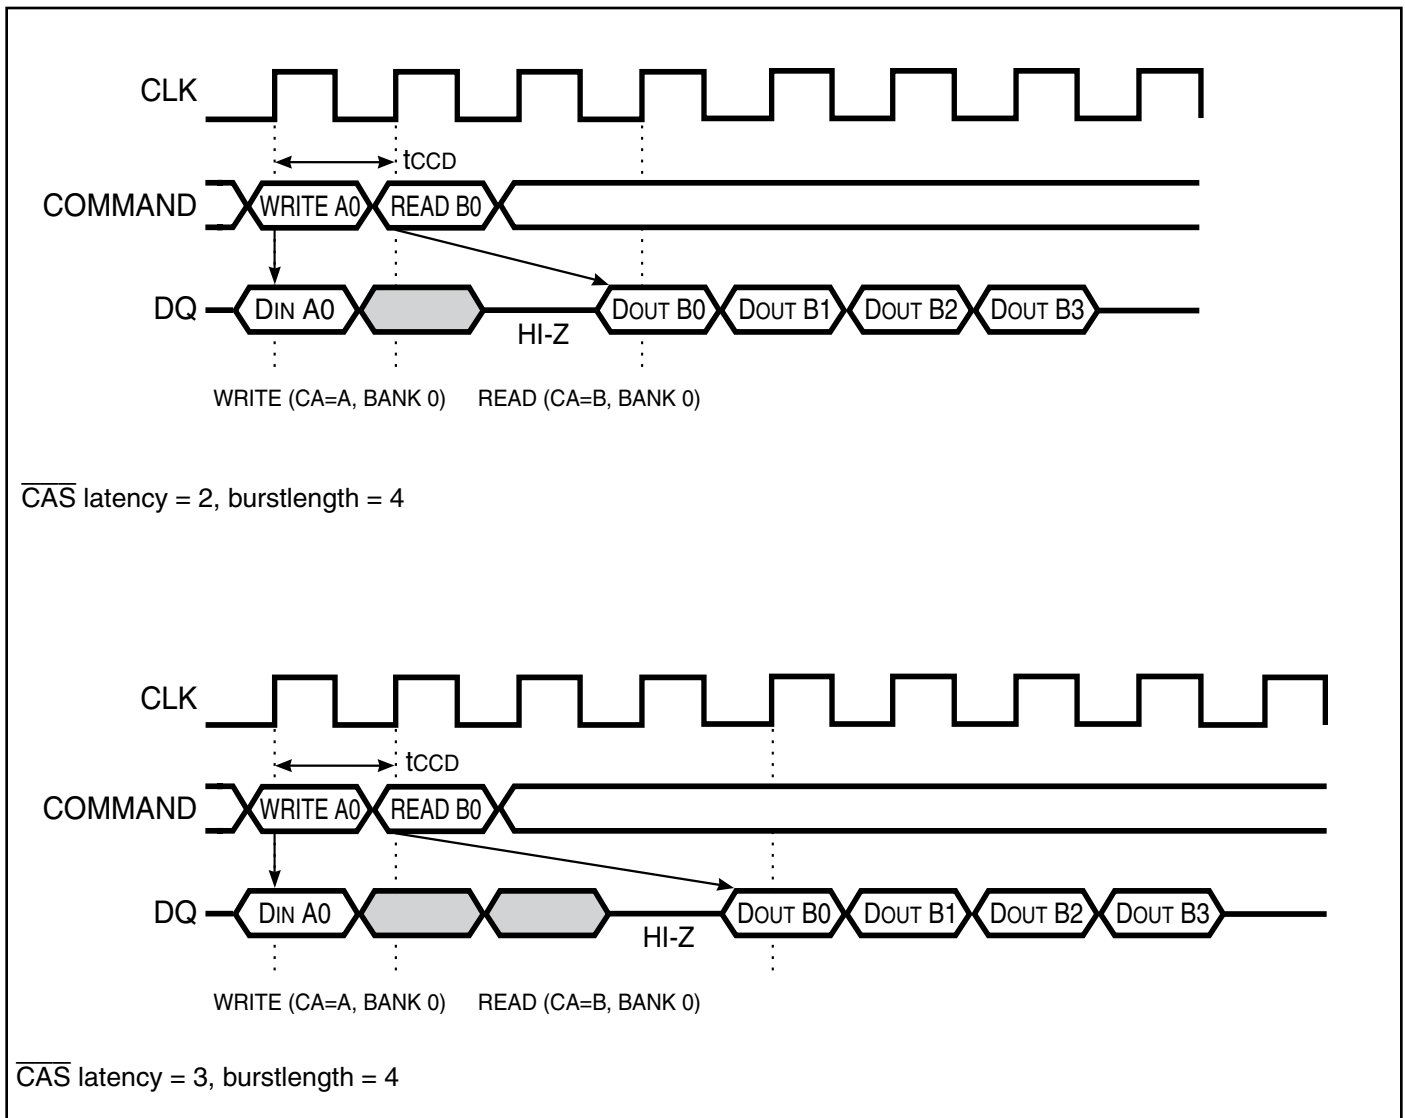 CLK
tCCD
COMMAND WRITE A0 READ B0
DQ DIN A0 DOUT B0 DOUT B1 DOUT B2 DOUT B3
HI-Z
WRITE (CA=A, BANK 0) READ (CA=B, BANK 0)
CAS latency = 2, burstlength = 4
CLK
tCCD
COMMAND WRITE A0 READ B0
DQ DIN A0 DOUT B0 DOUT B1 DOUT B2 DOUT B3
HI-Z
WRITE (CA=A, BANK 0) READ (CA=B, BANK 0)
CAS latency = 3, burstlength = 4